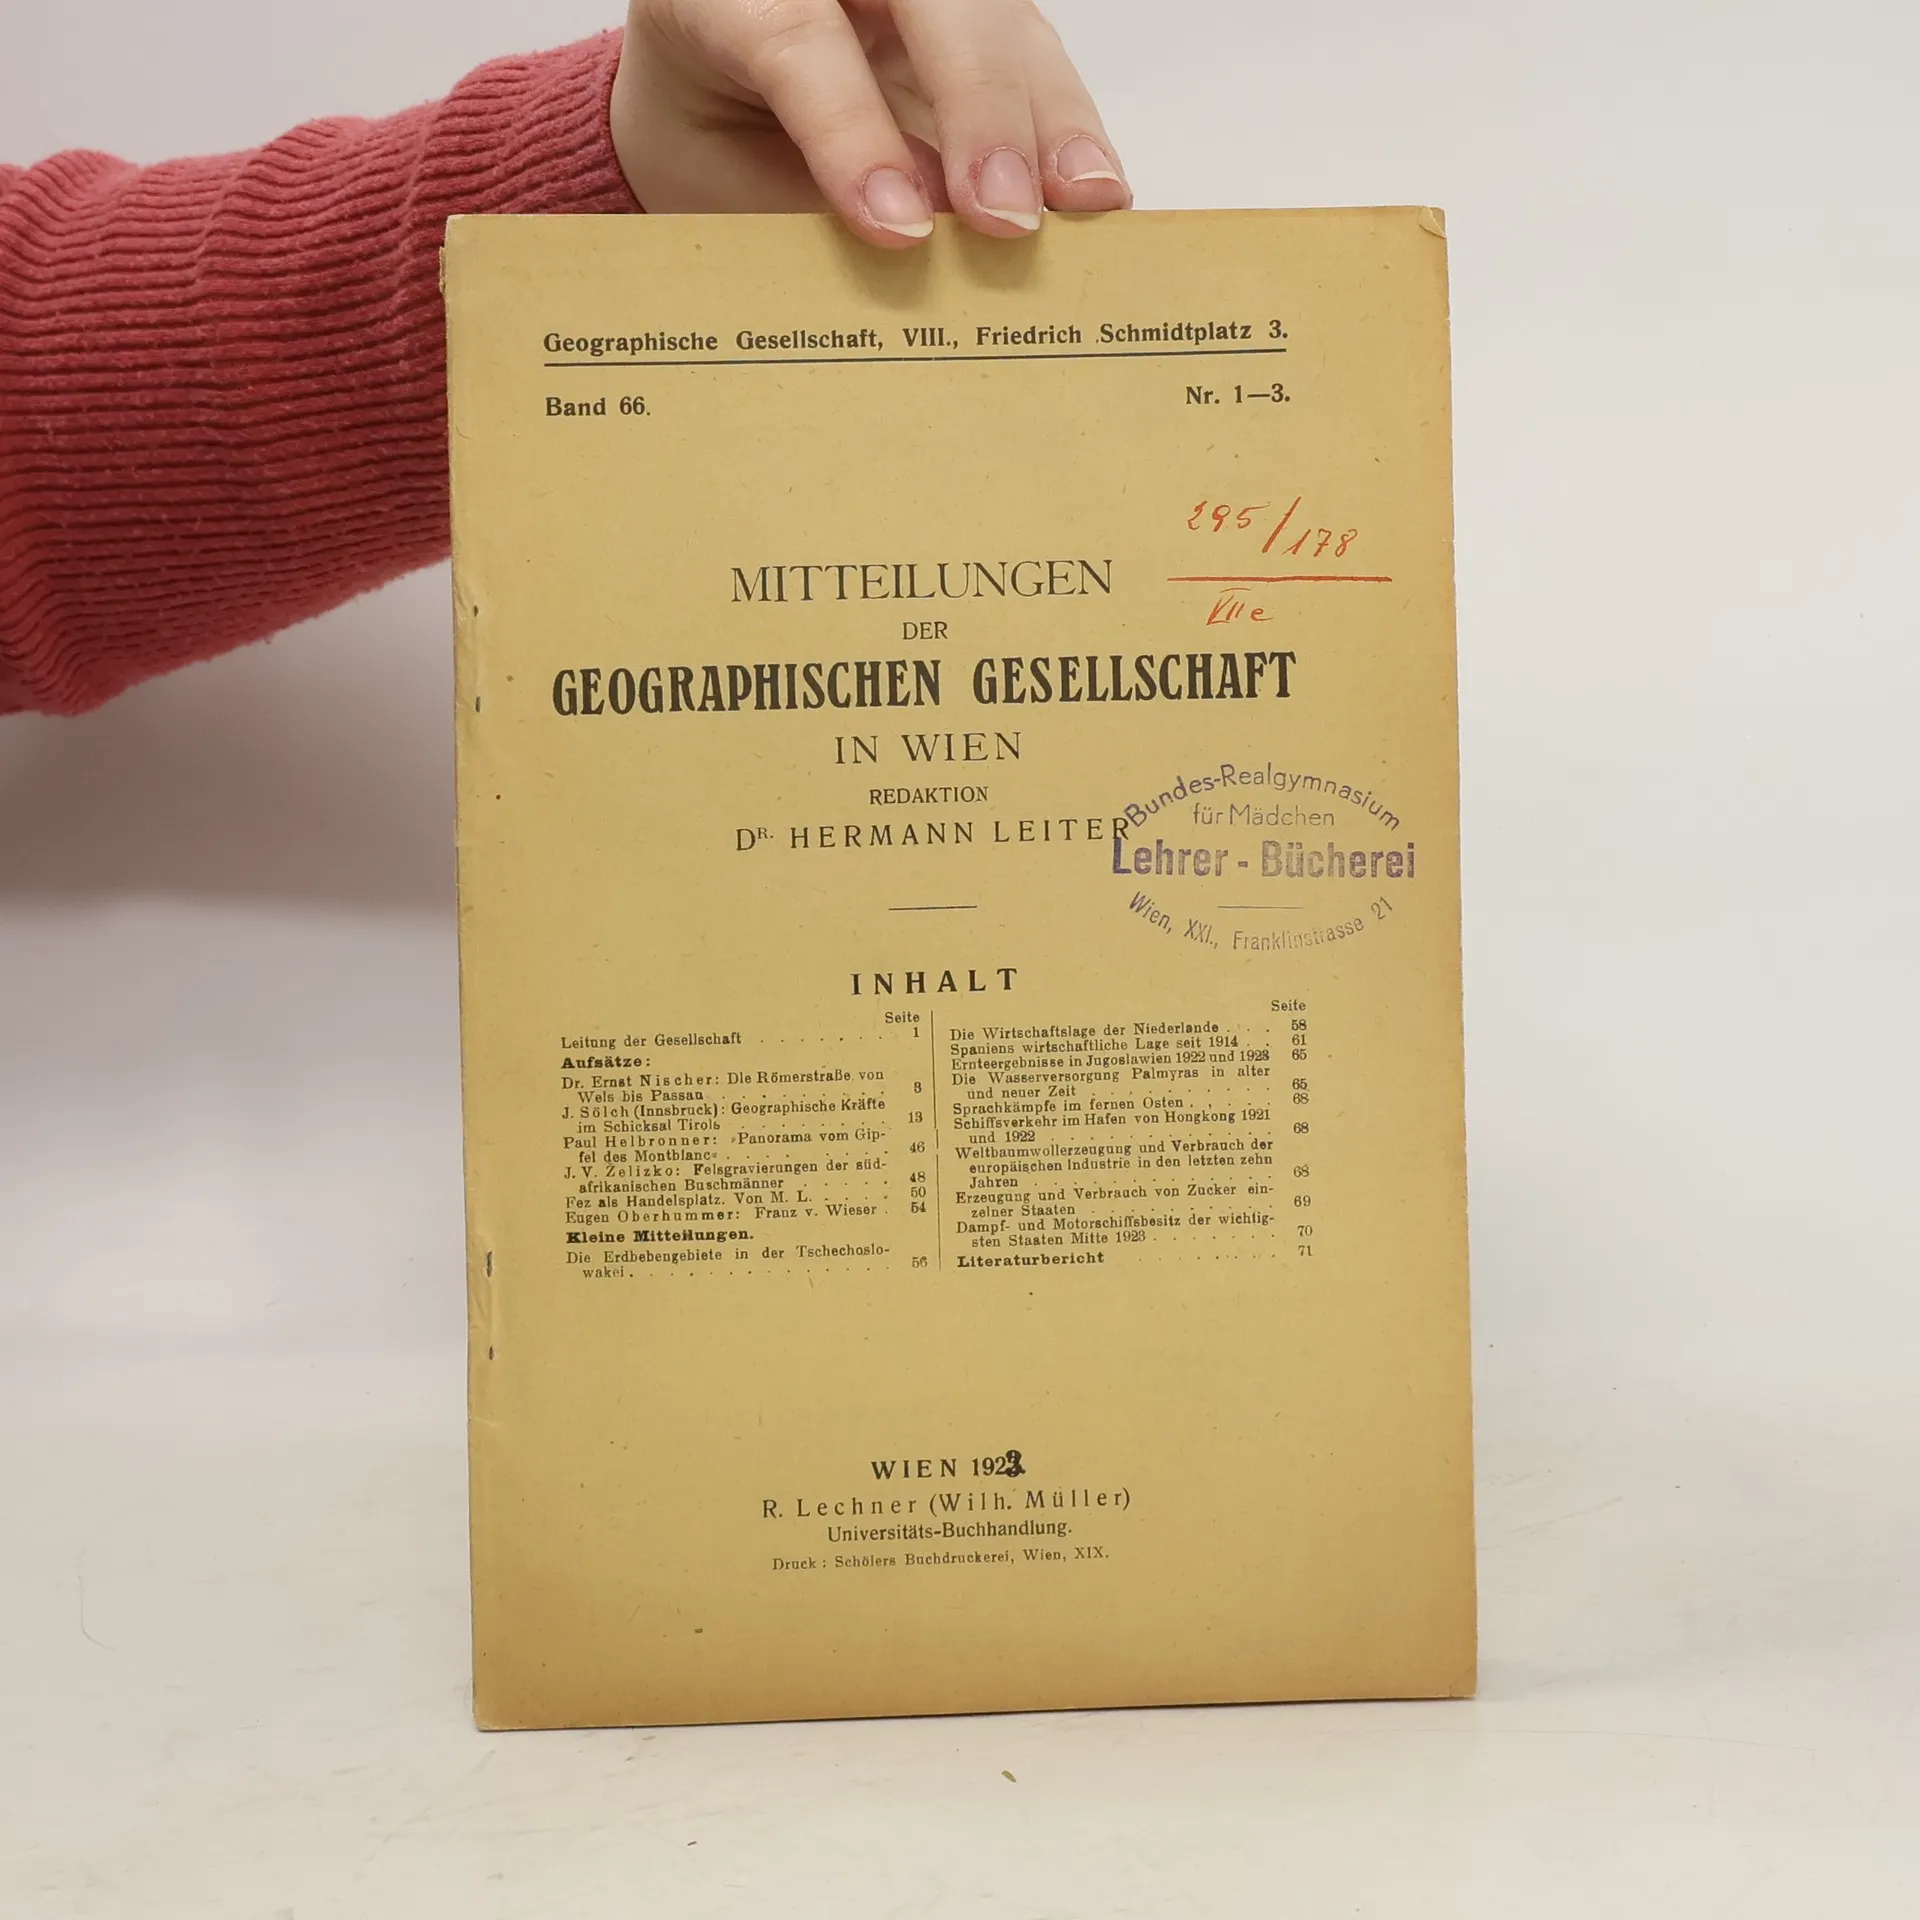 Geographische Gesellschaft, VIII., Friedrich Schmidtplatz 3.
Band 66.
Nr. 1—3.
295/178
VIIe
MITTEILUNGEN
DER
GEOGRAPHISCHEN GESELLSCHAFT
IN WIEN
REDAKTION
DR. HERMANN LEITER
Bundes-Realgymnasium
für Mädchen
Lehrer - Bücherei
Wien, XXI., Franklinstrasse 21
INHALT
Seite
Leitung der Gesellschaft . . . . . . . 1
Aufsätze:
Dr. Ernst Nischer: Die Römerstraße von
Wels bis Passau . . . . . . . . 8
J. Sölch (Innsbruck): Geographische Kräfte
im Schicksal Tirols . . . . . . . 13
Paul Helbronner: »Panorama vom Gip-
fel des Montblanc« . . . . . . . 46
J. V. Želizko: Felsgravierungen der süd-
afrikanischen Buschmänner . . . . . 48
Fez als Handelsplatz. Von M. L. . . . . 50
Eugen Oberhummer: Franz v. Wieser . 54
Kleine Mitteilungen.
Die Erdbebengebiete in der Tschechoslo-
wakei . . . . . . . . . . . . . 56
Seite
Die Wirtschaftslage der Niederlande . . . 58
Spaniens wirtschaftliche Lage seit 1914 . . 61
Ernteergebnisse in Jugoslawien 1922 und 1923 65
Die Wasserversorgung Palmyras in alter
und neuer Zeit . . . . . . . . . 65
Sprachkämpfe im fernen Osten . . . . . 68
Schiffsverkehr im Hafen von Hongkong 1921
und 1922 . . . . . . . . . . . 68
Weltbaumwollerzeugung und Verbrauch der
europäischen Industrie in den letzten zehn
Jahren . . . . . . . . . . . . 68
Erzeugung und Verbrauch von Zucker ein-
zelner Staaten . . . . . . . . . . 69
Dampf- und Motorschiffsbesitz der wichtig-
sten Staaten Mitte 1923 . . . . . . . 70
Literaturbericht . . . . . . . . 71
WIEN 1923.
R. Lechner (Wilh. Müller)
Universitäts-Buchhandlung.
Druck: Schölers Buchdruckerei, Wien, XIX.